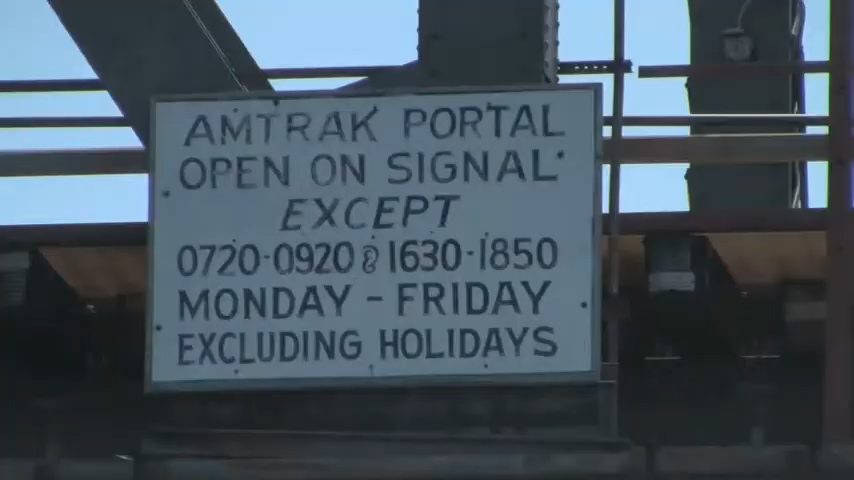 AMTRAK PORTAL
OPEN ON SIGNAL
EXCEPT
0720-0920 & 1630-1850
MONDAY - FRIDAY
EXCLUDING HOLIDAYS